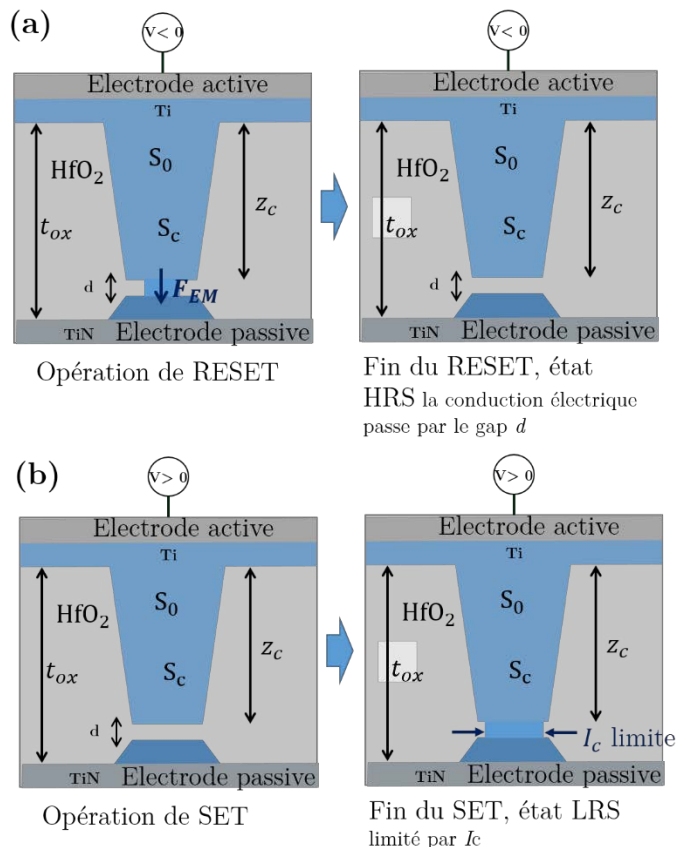 (a)
V< 0
V< 0
Electrode active
Ti
HfO2
S0
Sc
tox
zc
d
FEM
TiN Electrode passive
Opération de RESET
Electrode active
Ti
HfO2
S0
Sc
tox
zc
d
TiN Electrode passive
Fin du RESET, état
HRS la conduction électrique
passe par le gap d
(b)
V> 0
V> 0
Electrode active
Ti
HfO2
S0
Sc
tox
zc
d
TiN Electrode passive
Opération de SET
Electrode active
Ti
HfO2
S0
Sc
tox
zc
Ic limite
TiN Electrode passive
Fin du SET, état LRS
limité par Ic